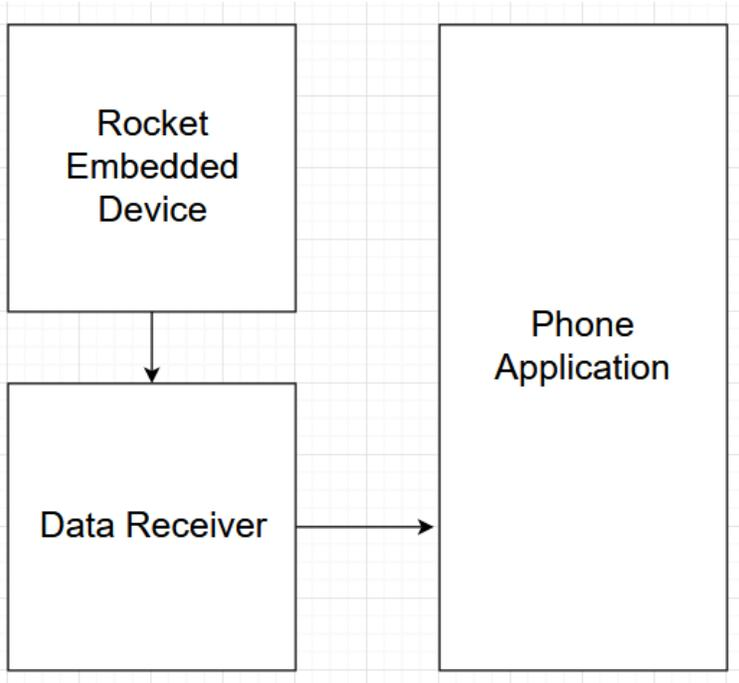 Rocket
Embedded
Device
Data Receiver
Phone
Application